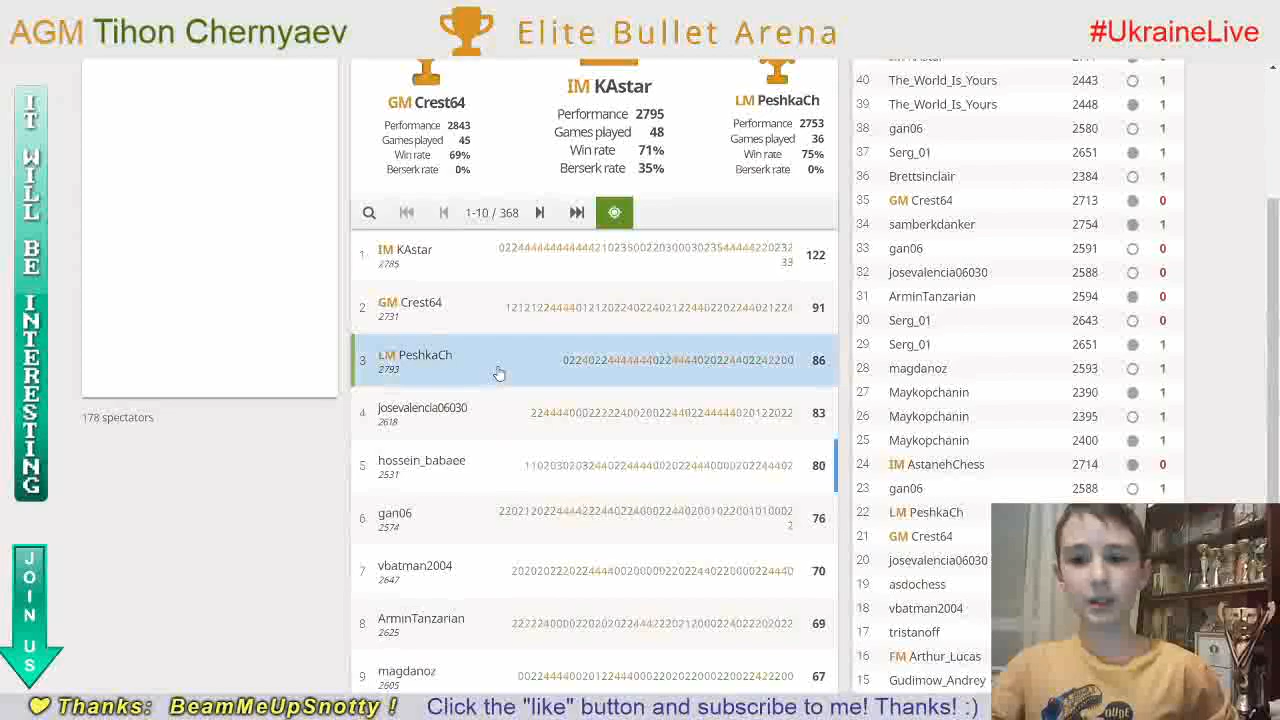 AGM Tihon Chernyaev
Elite Bullet Arena
#UkraineLive
IT WILL BE INTERESTING
JOIN US
178 spectators
GM Crest64
Performance 2843
Games played 45
Win rate 69%
Berserk rate 0%
IM KAstar
Performance 2795
Games played 48
Win rate 71%
Berserk rate 35%
LM PeshkaCh
Performance 2753
Games played 36
Win rate 75%
Berserk rate 0%
1-10 / 368
1 IM KAstar 122
2785
2 GM Crest64 91
2731
3 LM PeshkaCh 022402244444440224444020224402242200 86
2793
4 josevalencia06030 83
2618
5 hossein_babaee 80
2531
6 gan06 76
2574
7 vbatman2004 70
2647
8 ArminTanzarian 69
2625
9 magdanoz 67
2605
40 The_World_Is_Yours 2443 1
39 The_World_Is_Yours 2448 1
38 gan06 2580 1
37 Serg_01 2651 1
36 Brettsinclair 2384 1
35 GM Crest64 2713 0
34 samberkdanker 2754 1
33 gan06 2591 0
32 josevalencia06030 2588 0
31 ArminTanzarian 2594 0
30 Serg_01 2643 0
29 Serg_01 2651 1
28 magdanoz 2593 1
27 Maykopchanin 2390 1
26 Maykopchanin 2395 1
25 Maykopchanin 2400 1
24 IM AstanehChess 2714 0
23 gan06 2588 1
22 LM PeshkaCh
21 GM Crest64
20 josevalencia06030
19 asdochess
18 vbatman2004
17 tristanoff
16 FM Arthur_Lucas
15 Gudimow_Andrey
Thanks: BeamMeUpSnotty !
Click the "like" button and subscribe to me! Thanks! :)